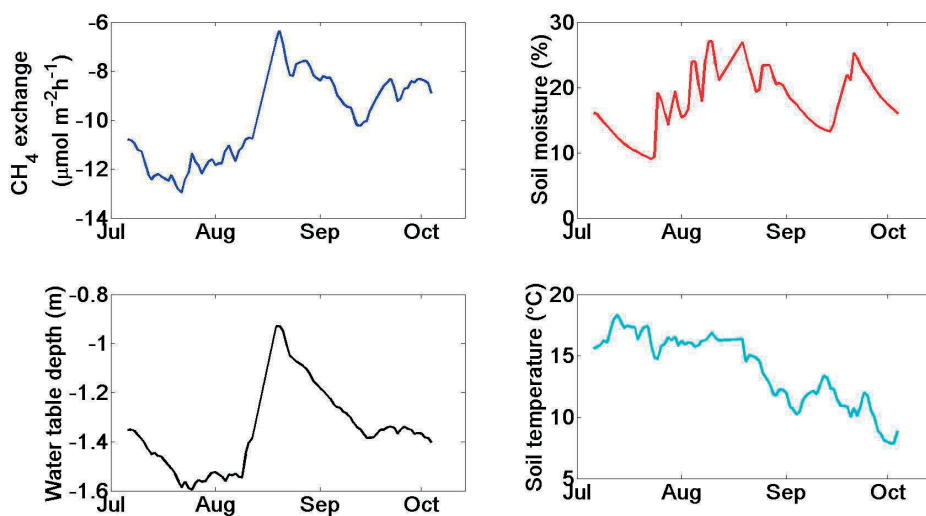 CH4 exchange
(μmol m-2h-1)
-6
-8
-10
-12
-14
Jul Aug Sep Oct
Soil moisture (%)
30
20
10
0
Jul Aug Sep Oct
Water table depth (m)
-0.8
-1
-1.2
-1.4
-1.6
Jul Aug Sep Oct
Soil temperature (°C)
20
15
10
5
Jul Aug Sep Oct